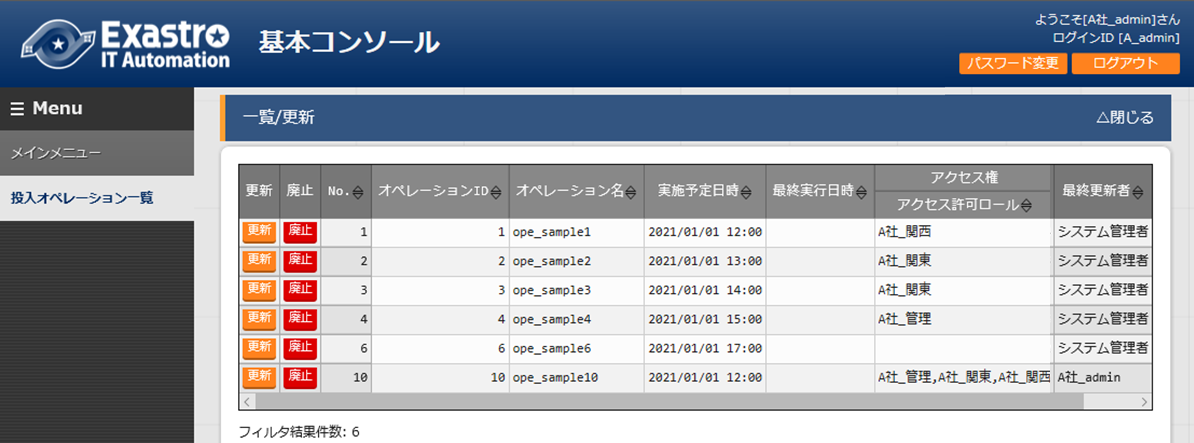 Exastro
IT Automation
基本コンソール
ようこそ[A社_admin]さん
ログインID [A_admin]
パスワード変更 ログアウト
Menu
メインメニュー
投入オペレーション一覧
一覧/更新 △閉じる
更新 廃止 No. オペレーションID オペレーション名 実施予定日時 最終実行日時 アクセス権 最終更新者
アクセス許可ロール
更新 廃止 1 1 ope_sample1 2021/01/01 12:00 A社_関西 システム管理者
更新 廃止 2 2 ope_sample2 2021/01/01 13:00 A社_関東 システム管理者
更新 廃止 3 3 ope_sample3 2021/01/01 14:00 A社_関東 システム管理者
更新 廃止 4 4 ope_sample4 2021/01/01 15:00 A社_管理 システム管理者
更新 廃止 6 6 ope_sample6 2021/01/01 17:00 システム管理者
更新 廃止 10 10 ope_sample10 2021/01/01 12:00 A社_管理,A社_関東,A社_関西 A社_admin
フィルタ結果件数: 6